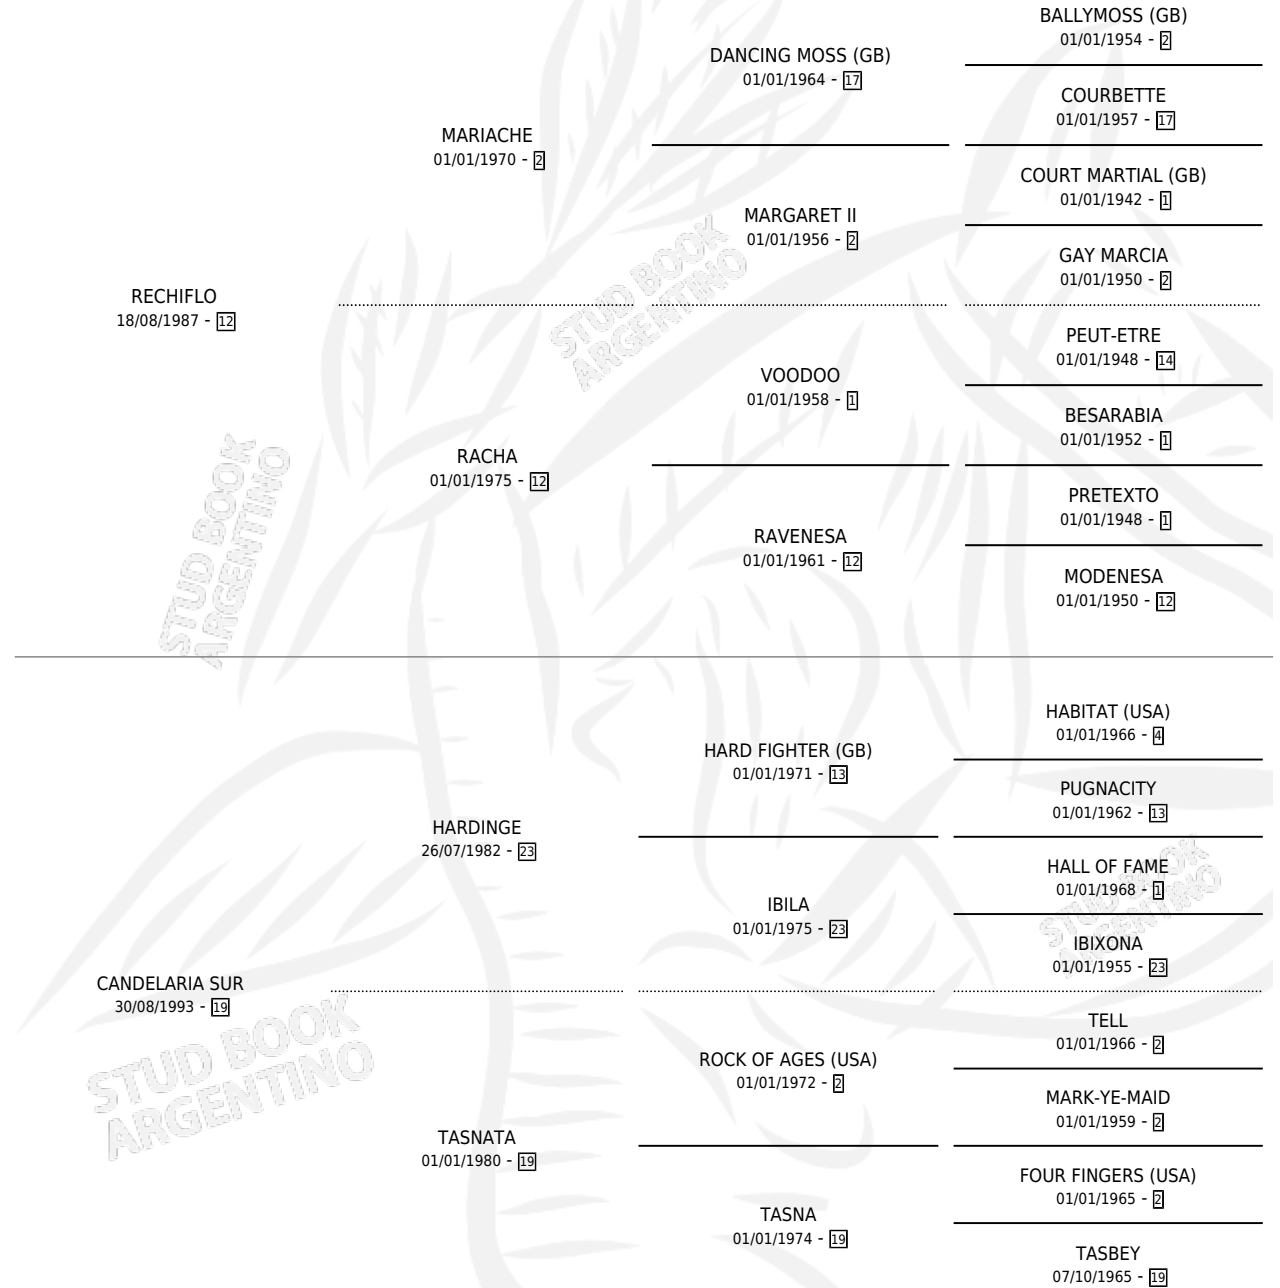 BALLYMOSS (GB)
01/01/1954 - 2
DANCING MOSS (GB)
01/01/1964 - 17
COURBETTE
01/01/1957 - 17
MARIACHE
01/01/1970 - 2
COURT MARTIAL (GB)
01/01/1942 - 1
MARGARET II
01/01/1956 - 2
GAY MARCIA
01/01/1950 - 2
RECHIFLO
18/08/1987 - 12
PEUT-ETRE
01/01/1948 - 14
VOODOO
01/01/1958 - 1
BESARABIA
01/01/1952 - 1
RACHA
01/01/1975 - 12
PRETEXTO
01/01/1948 - 1
RAVENESA
01/01/1961 - 12
MODENESA
01/01/1950 - 12
HABITAT (USA)
01/01/1966 - 4
HARD FIGHTER (GB)
01/01/1971 - 13
PUGNACITY
01/01/1962 - 13
HARDINGE
26/07/1982 - 23
HALL OF FAME
01/01/1968 - 1
IBILA
01/01/1975 - 23
IBIXONA
01/01/1955 - 23
CANDELARIA SUR
30/08/1993 - 19
TELL
01/01/1966 - 2
ROCK OF AGES (USA)
01/01/1972 - 2
MARK-YE-MAID
01/01/1959 - 2
TASNATA
01/01/1980 - 19
FOUR FINGERS (USA)
01/01/1965 - 2
TASNA
01/01/1974 - 19
TASBEY
07/10/1965 - 19
STUD BOOK
ARGENTINO
STUD BOOK
ARGENTINO
STUD BOOK
ARGENTINO
STUD BOOK
ARGENTINO